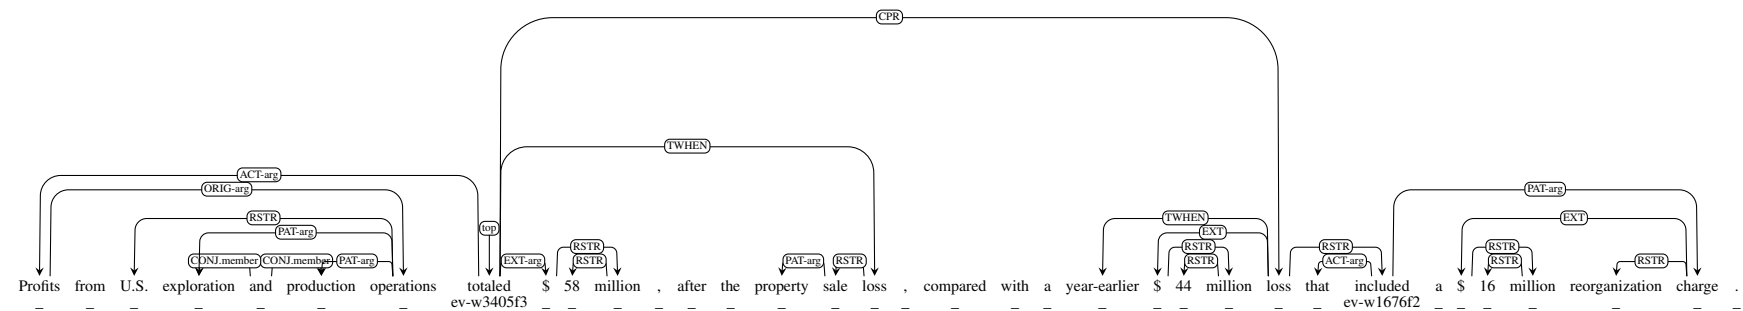 CPR
TWHEN
ACT-arg
ORIG-arg PAT-arg
RSTR top TWHEN RSTR EXT
PAT-arg EXT
RSTR RSTR RSTR
CONJ.member CONJ.member PAT-arg EXT-arg RSTR PAT-arg RSTR RSTR ACT-arg RSTR RSTR
Profits from U.S. exploration and production operations totaled $ 58 million , after the property sale loss , compared with a year-earlier $ 44 million loss that included a $ 16 million reorganization charge .
ev-w3405f3 ev-w1676f2
_ _ _ _ _ _ _ _ _ _ _ _ _ _ _ _ _ _ _ _ _ _ _ _ _ _ _ _ _ _ _ _ _